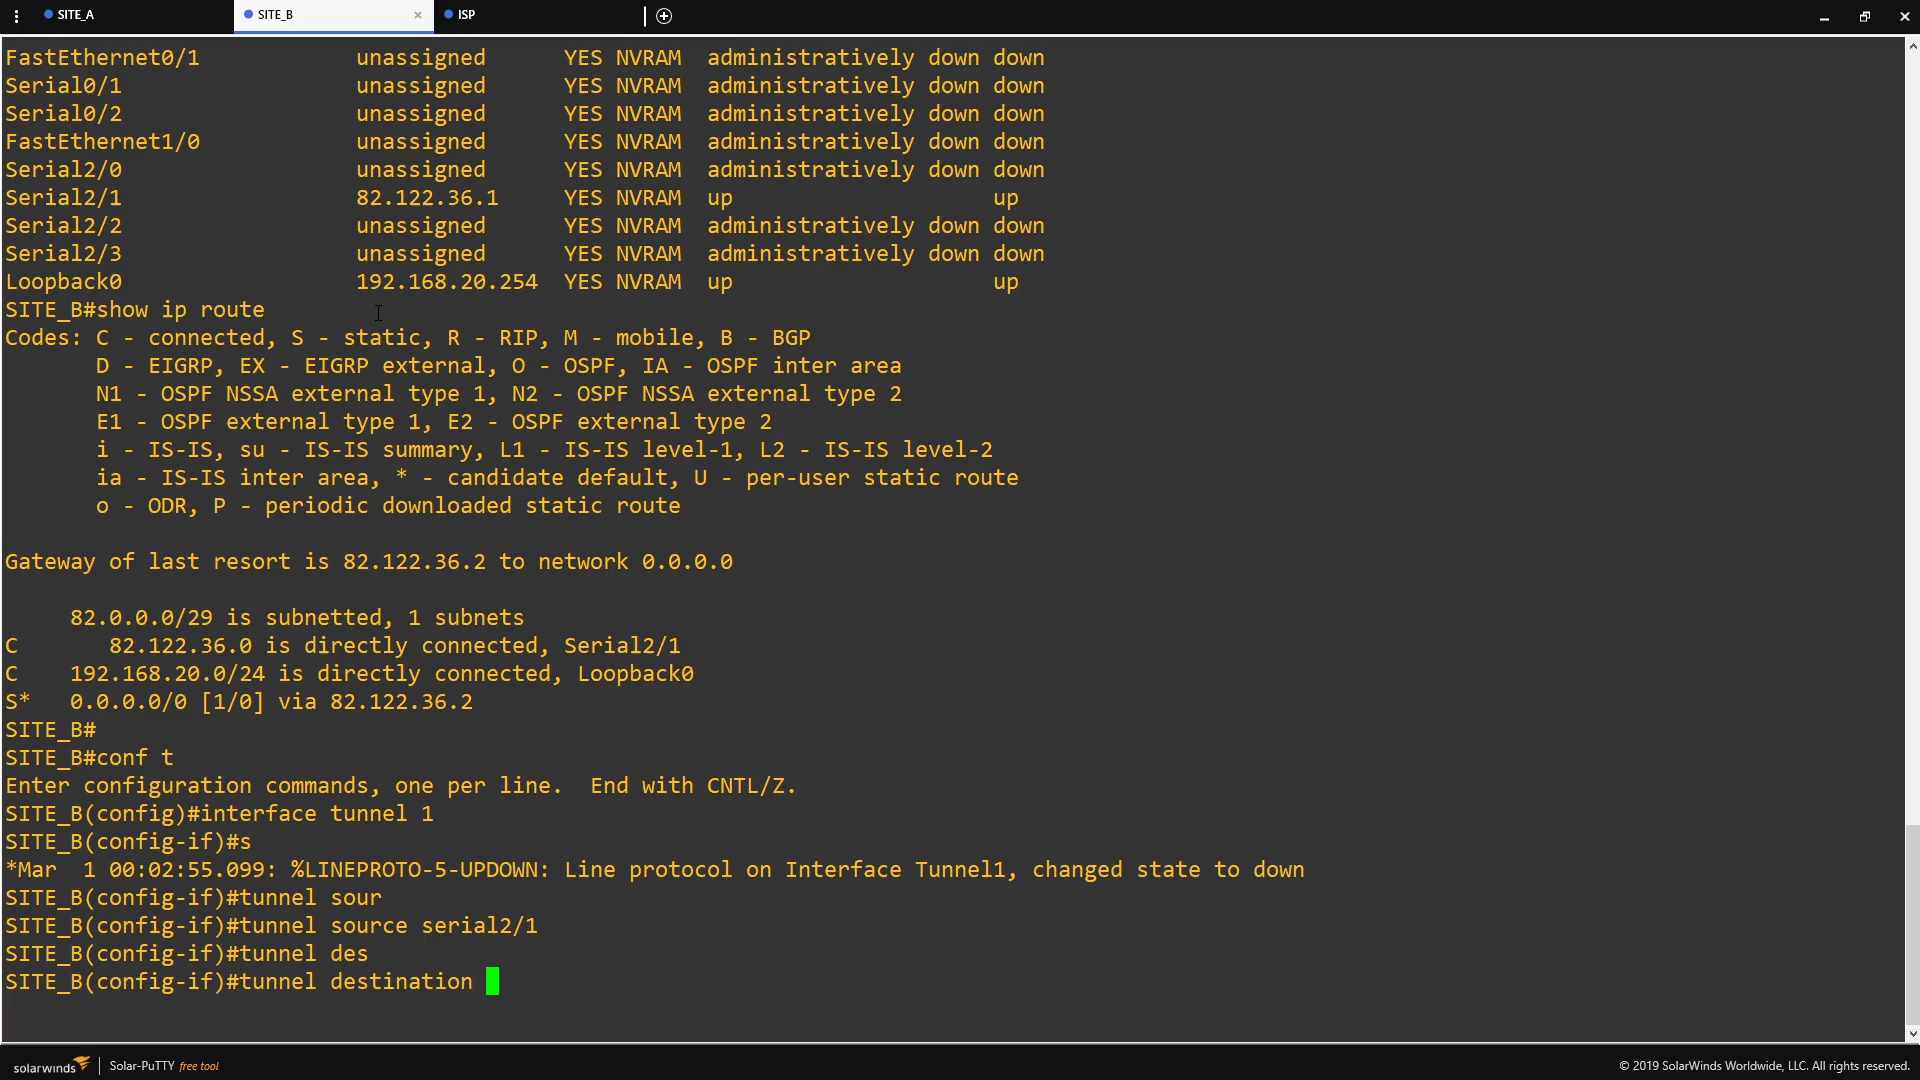 SITE_A SITE_B × ISP
FastEthernet0/1 unassigned YES NVRAM administratively down down
Serial0/1 unassigned YES NVRAM administratively down down
Serial0/2 unassigned YES NVRAM administratively down down
FastEthernet1/0 unassigned YES NVRAM administratively down down
Serial2/0 unassigned YES NVRAM administratively down down
Serial2/1 82.122.36.1 YES NVRAM up up
Serial2/2 unassigned YES NVRAM administratively down down
Serial2/3 unassigned YES NVRAM administratively down down
Loopback0 192.168.20.254 YES NVRAM up up
SITE_B#show ip route
Codes: C - connected, S - static, R - RIP, M - mobile, B - BGP
D - EIGRP, EX - EIGRP external, O - OSPF, IA - OSPF inter area
N1 - OSPF NSSA external type 1, N2 - OSPF NSSA external type 2
E1 - OSPF external type 1, E2 - OSPF external type 2
i - IS-IS, su - IS-IS summary, L1 - IS-IS level-1, L2 - IS-IS level-2
ia - IS-IS inter area, * - candidate default, U - per-user static route
o - ODR, P - periodic downloaded static route
Gateway of last resort is 82.122.36.2 to network 0.0.0.0
82.0.0.0/29 is subnetted, 1 subnets
C 82.122.36.0 is directly connected, Serial2/1
C 192.168.20.0/24 is directly connected, Loopback0
S* 0.0.0.0/0 [1/0] via 82.122.36.2
SITE_B#
SITE_B#conf t
Enter configuration commands, one per line. End with CNTL/Z.
SITE_B(config)#interface tunnel 1
SITE_B(config-if)#s
*Mar 1 00:02:55.099: %LINEPROTO-5-UPDOWN: Line protocol on Interface Tunnel1, changed state to down
SITE_B(config-if)#tunnel sour
SITE_B(config-if)#tunnel source serial2/1
SITE_B(config-if)#tunnel des
SITE_B(config-if)#tunnel destination
solarwinds Solar-PuTTY free tool © 2019 SolarWinds Worldwide, LLC. All rights reserved.